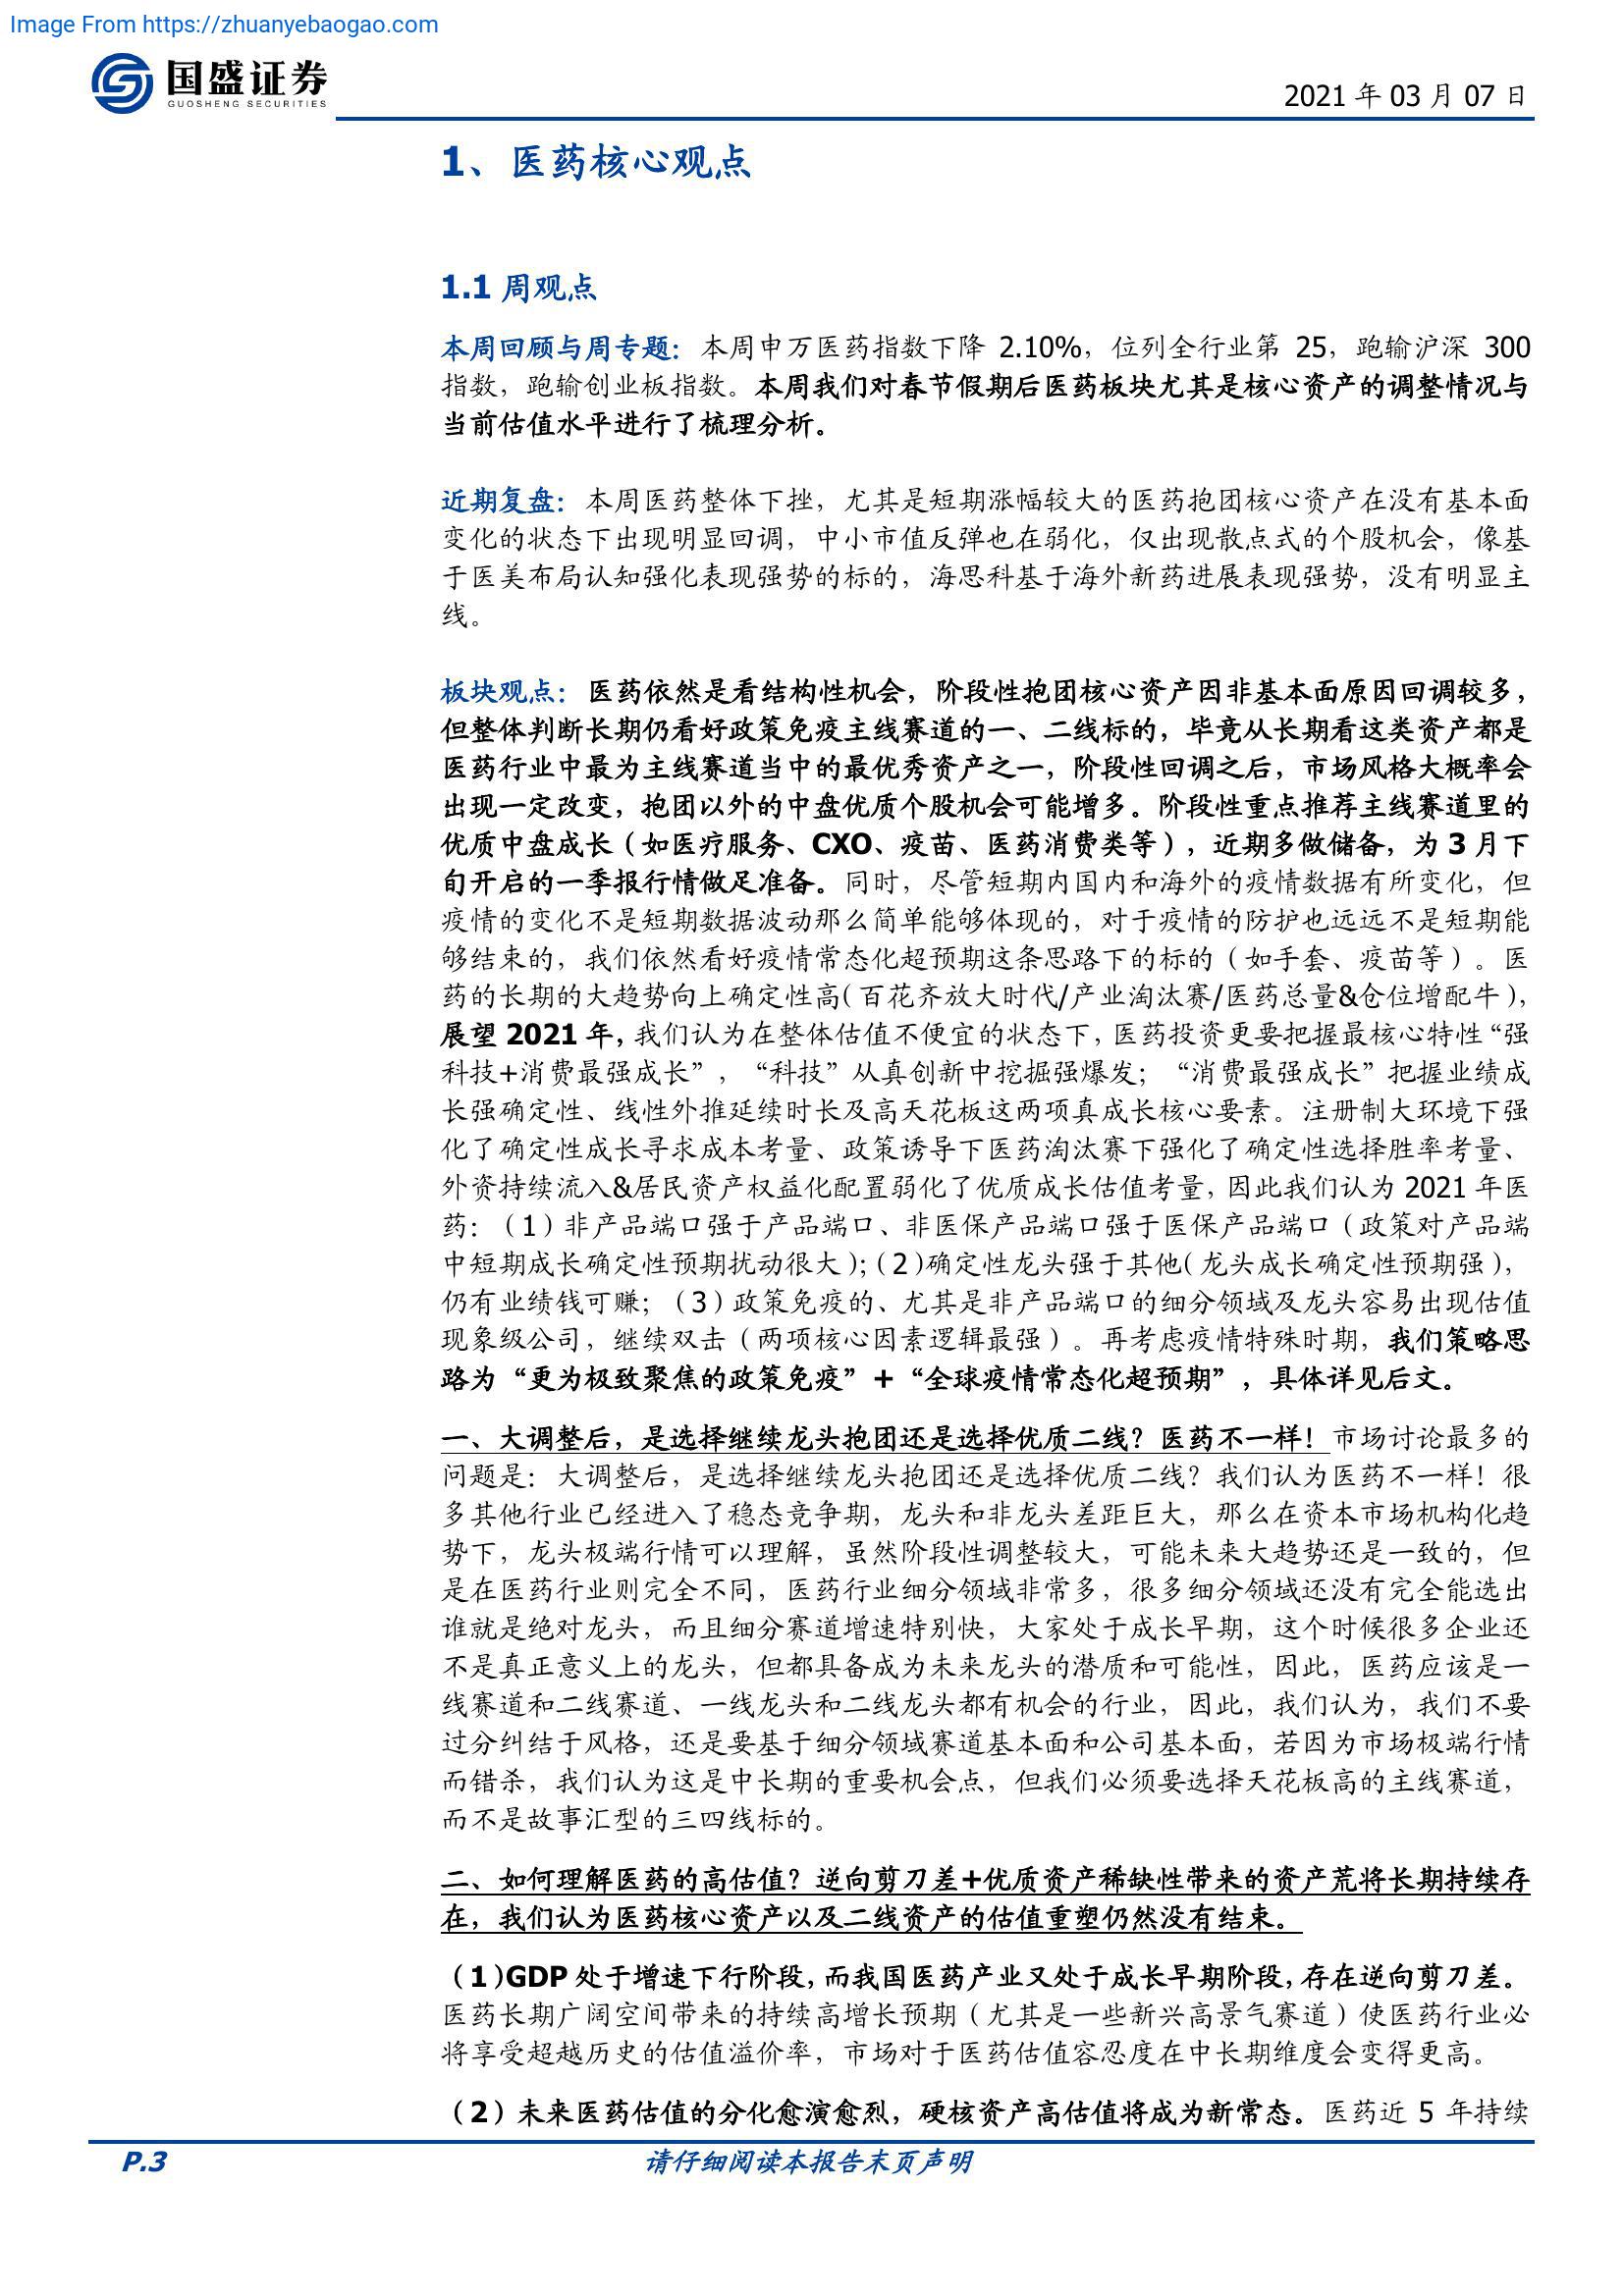 Image From https://zhuanyebaogao.com
国盛证券
GUOSHENG SECURITIES
2021 年 03 月 07 日
1、医药核心观点
1.1 周观点
本周回顾与周专题：本周申万医药指数下降 2.10%，位列全行业第 25，跑输沪深 300
指数，跑输创业板指数。本周我们对春节假期后医药板块尤其是核心资产的调整情况与
当前估值水平进行了梳理分析。
近期复盘：本周医药整体下挫，尤其是短期涨幅较大的医药抱团核心资产在没有基本面
变化的状态下出现明显回调，中小市值反弹也在弱化，仅出现散点式的个股机会，像基
于医美布局认知强化表现强势的标的，海思科基于海外新药进展表现强势，没有明显主
线。
板块观点：医药依然是看结构性机会，阶段性抱团核心资产因非基本面原因回调较多，
但整体判断长期仍看好政策免疫主线赛道的一、二线标的，毕竟从长期看这类资产都是
医药行业中最为主线赛道当中的最优秀资产之一，阶段性回调之后，市场风格大概率会
出现一定改变，抱团以外的中盘优质个股机会可能增多。阶段性重点推荐主线赛道里的
优质中盘成长（如医疗服务、CXO、疫苗、医药消费类等），近期多做储备，为 3 月下
旬开启的一季报行情做足准备。同时，尽管短期内国内和海外的疫情数据有所变化，但
疫情的变化不是短期数据波动那么简单能够体现的，对于疫情的防护也远远不是短期能
够结束的，我们依然看好疫情常态化超预期这条思路下的标的（如手套、疫苗等）。医
药的长期的大趋势向上确定性高（百花齐放大时代/产业淘汰赛/医药总量&仓位增配牛），
展望 2021 年，我们认为在整体估值不便宜的状态下，医药投资更要把握最核心特性“强
科技+消费最强成长”，“科技”从真创新中挖掘强爆发；“消费最强成长”把握业绩成
长强确定性、线性外推延续时长及高天花板这两项真成长核心要素。注册制大环境下强
化了确定性成长寻求成本考量、政策诱导下医药淘汰赛下强化了确定性选择胜率考量、
外资持续流入&居民资产权益化配置弱化了优质成长估值考量，因此我们认为 2021 年医
药：（1）非产品端口强于产品端口、非医保产品端口强于医保产品端口（政策对产品端
中短期成长确定性预期扰动很大）；（2）确定性龙头强于其他（龙头成长确定性预期强），
仍有业绩钱可赚；（3）政策免疫的、尤其是非产品端口的细分领域及龙头容易出现估值
现象级公司，继续双击（两项核心因素逻辑最强）。再考虑疫情特殊时期，我们策略思
路为“更为极致聚焦的政策免疫”+“全球疫情常态化超预期”，具体详见后文。
一、大调整后，是选择继续龙头抱团还是选择优质二线？医药不一样！市场讨论最多的
问题是：大调整后，是选择继续龙头抱团还是选择优质二线？我们认为医药不一样！很
多其他行业已经进入了稳态竞争期，龙头和非龙头差距巨大，那么在资本市场机构化趋
势下，龙头极端行情可以理解，虽然阶段性调整较大，可能未来大趋势还是一致的，但
是在医药行业则完全不同，医药行业细分领域非常多，很多细分领域还没有完全能选出
谁就是绝对龙头，而且细分赛道增速特别快，大家处于成长早期，这个时候很多企业还
不是真正意义上的龙头，但都具备成为未来龙头的潜质和可能性，因此，医药应该是一
线赛道和二线赛道、一线龙头和二线龙头都有机会的行业，因此，我们认为，我们不要
过分纠结于风格，还是要基于细分领域赛道基本面和公司基本面，若因为市场极端行情
而错杀，我们认为这是中长期的重要机会点，但我们必须要选择天花板高的主线赛道，
而不是故事汇型的三四线标的。
二、如何理解医药的高估值？逆向剪刀差+优质资产稀缺性带来的资产荒将长期持续存
在，我们认为医药核心资产以及二线资产的估值重塑仍然没有结束。
（1）GDP 处于增速下行阶段，而我国医药产业又处于成长早期阶段，存在逆向剪刀差。
医药长期广阔空间带来的持续高增长预期（尤其是一些新兴高景气赛道）使医药行业必
将享受超越历史的估值溢价率，市场对于医药估值容忍度在中长期维度会变得更高。
（2）未来医药估值的分化愈演愈烈，硬核资产高估值将成为新常态。医药近 5 年持续
P.3
请仔细阅读本报告末页声明